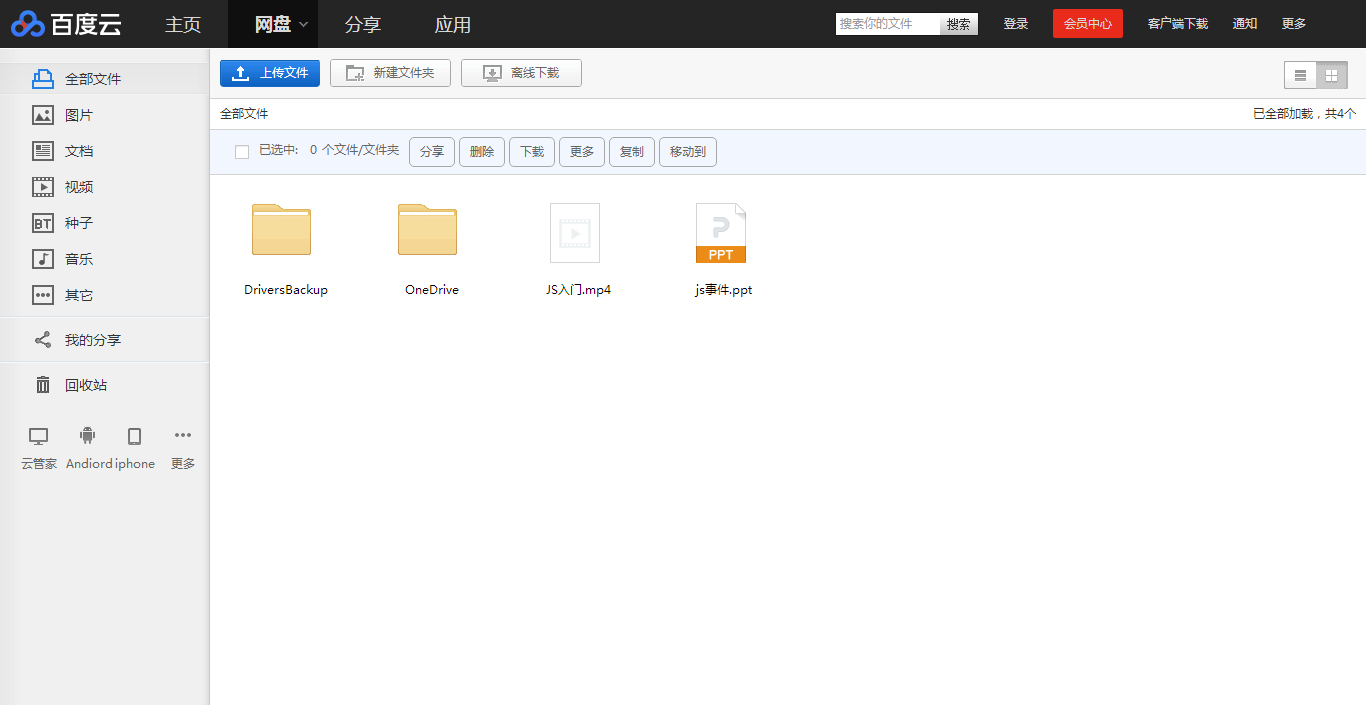 百度云 主页 网盘 分享 应用 搜索你的文件 搜索 登录 会员中心 客户端下载 通知 更多
全部文件
图片
文档
视频
BT 种子
音乐
其它
我的分享
回收站
云管家 Andiord iphone 更多
上传文件 新建文件夹 离线下载
全部文件 已全部加载，共4个
已选中: 0 个文件/文件夹 分享 删除 下载 更多 复制 移动到
P
PPT
DriversBackup OneDrive JS入门.mp4 js事件.ppt